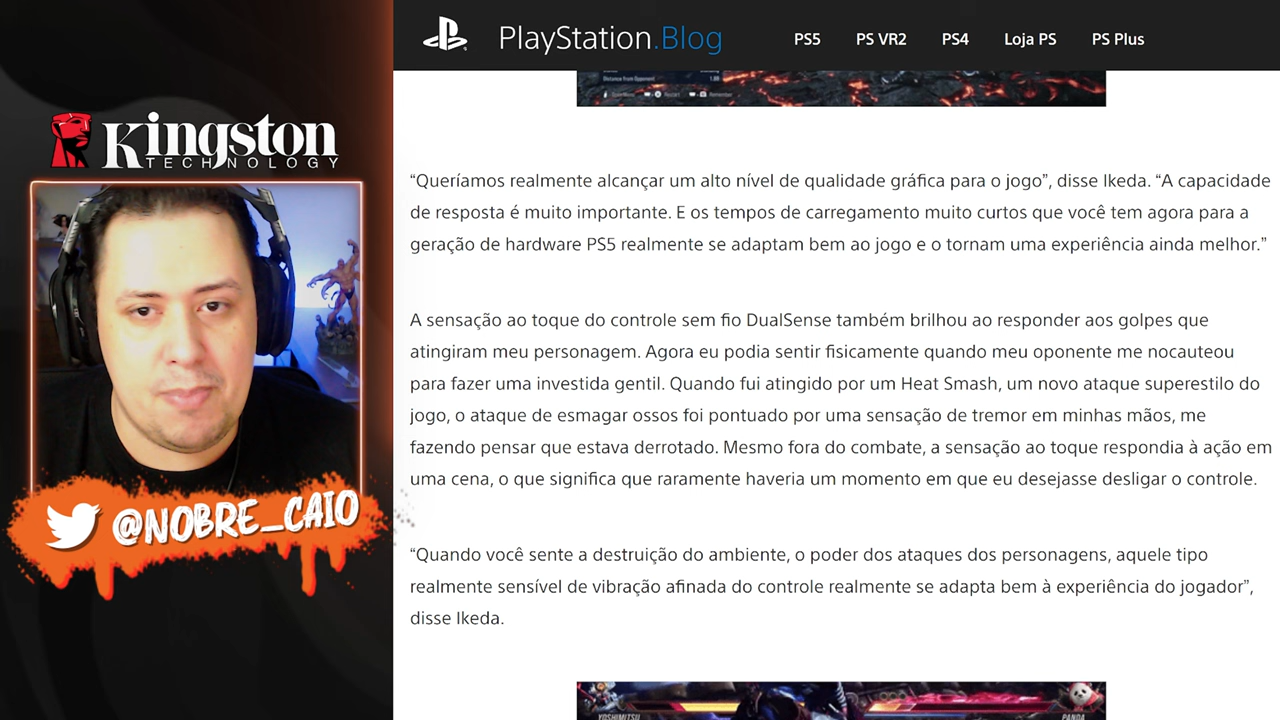 PlayStation.Blog
PS5
PS VR2
PS4
Loja PS
PS Plus
Distance from Opponent
1.88
Kingston
TECHNOLOGY
@NOBRE_CAIO
“Queríamos realmente alcançar um alto nível de qualidade gráfica para o jogo”, disse Ikeda. “A capacidade
de resposta é muito importante. E os tempos de carregamento muito curtos que você tem agora para a
geração de hardware PS5 realmente se adaptam bem ao jogo e o tornam uma experiência ainda melhor.”
A sensação ao toque do controle sem fio DualSense também brilhou ao responder aos golpes que
atingiram meu personagem. Agora eu podia sentir fisicamente quando meu oponente me nocauteou
para fazer uma investida gentil. Quando fui atingido por um Heat Smash, um novo ataque superestilo do
jogo, o ataque de esmagar ossos foi pontuado por uma sensação de tremor em minhas mãos, me
fazendo pensar que estava derrotado. Mesmo fora do combate, a sensação ao toque respondia à ação em
uma cena, o que significa que raramente haveria um momento em que eu desejasse desligar o controle.
“Quando você sente a destruição do ambiente, o poder dos ataques dos personagens, aquele tipo
realmente sensível de vibração afinada do controle realmente se adapta bem à experiência do jogador”,
disse Ikeda.
YOSHIMITSU
PANDA